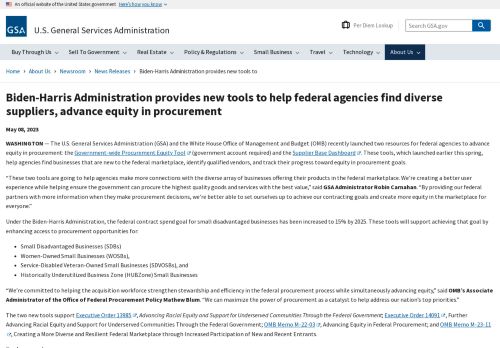 An official website of the United States government Here's how you know
GSA U.S. General Services Administration
Per Diem Lookup
Search GSA.gov
Buy Through Us Sell To Government Real Estate Policy & Regulations Small Business Travel Technology About Us
Home › About Us › Newsroom › News Releases › Biden-Harris Administration provides new tools to
Biden-Harris Administration provides new tools to help federal agencies find diverse
suppliers, advance equity in procurement
May 08, 2023
WASHINGTON — The U.S. General Services Administration (GSA) and the White House Office of Management and Budget (OMB) recently launched two resources for federal agencies to advance
equity in procurement: the Government-wide Procurement Equity Tool (government account required) and the Supplier Base Dashboard. These tools, which launched earlier this spring,
help agencies find businesses that are new to the federal marketplace, identify qualified vendors, and track their progress toward equity in procurement goals.
“These two tools are going to help agencies make more connections with the diverse array of businesses offering their products in the federal marketplace. We’re creating a better user
experience while helping ensure the government can procure the highest quality goods and services with the best value,” said GSA Administrator Robin Carnahan. “By providing our federal
partners with more information when they make procurement decisions, we’re better able to set ourselves up to achieve our contracting goals and create more equity in the marketplace for
everyone.”
Under the Biden-Harris Administration, the federal contract spend goal for small disadvantaged businesses has been increased to 15% by 2025. These tools will support achieving that goal by
enhancing access to procurement opportunities for:
• Small Disadvantaged Businesses (SDBs)
• Women-Owned Small Businesses (WOSBs),
• Service-Disabled Veteran-Owned Small Businesses (SDVOSBs), and
• Historically Underutilized Business Zone (HUBZone) Small Businesses
“We’re committed to helping the acquisition workforce strengthen stewardship and efficiency in the federal procurement process while simultaneously advancing equity,” said OMB’s Associate
Administrator of the Office of Federal Procurement Policy Mathew Blum. “We can maximize the power of procurement as a catalyst to help address our nation’s top priorities”.
The two new tools support Executive Order 13985, Advancing Racial Equity and Support for Underserved Communities Through the Federal Government; Executive Order 14091, Further
Advancing Racial Equity and Support for Underserved Communities Through the Federal Government; OMB Memo M-22-03, Advancing Equity in Federal Procurement; and OMB Memo M-23-11
, Creating a More Diverse and Resilient Federal Marketplace through Increased Participation of New and Recent Entrants.